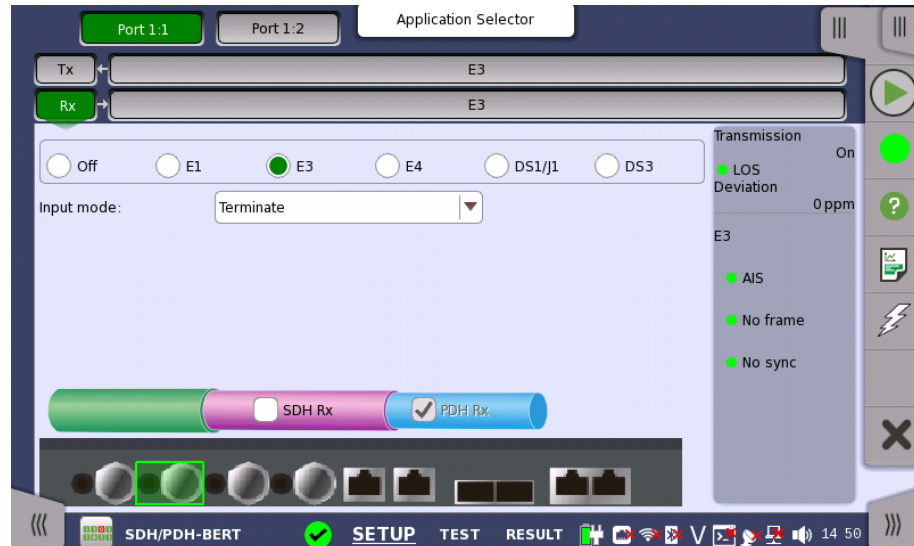 Port 1:1 Port 1:2 Application Selector
Tx E3
Rx E3
Off E1 E3 E4 DS1/J1 DS3
Input mode: Terminate
Transmission
On
LOS
Deviation
0 ppm
E3
AIS
No frame
No sync
SDH Rx PDH Rx
SDH/PDH-BERT SETUP TEST RESULT 14 50